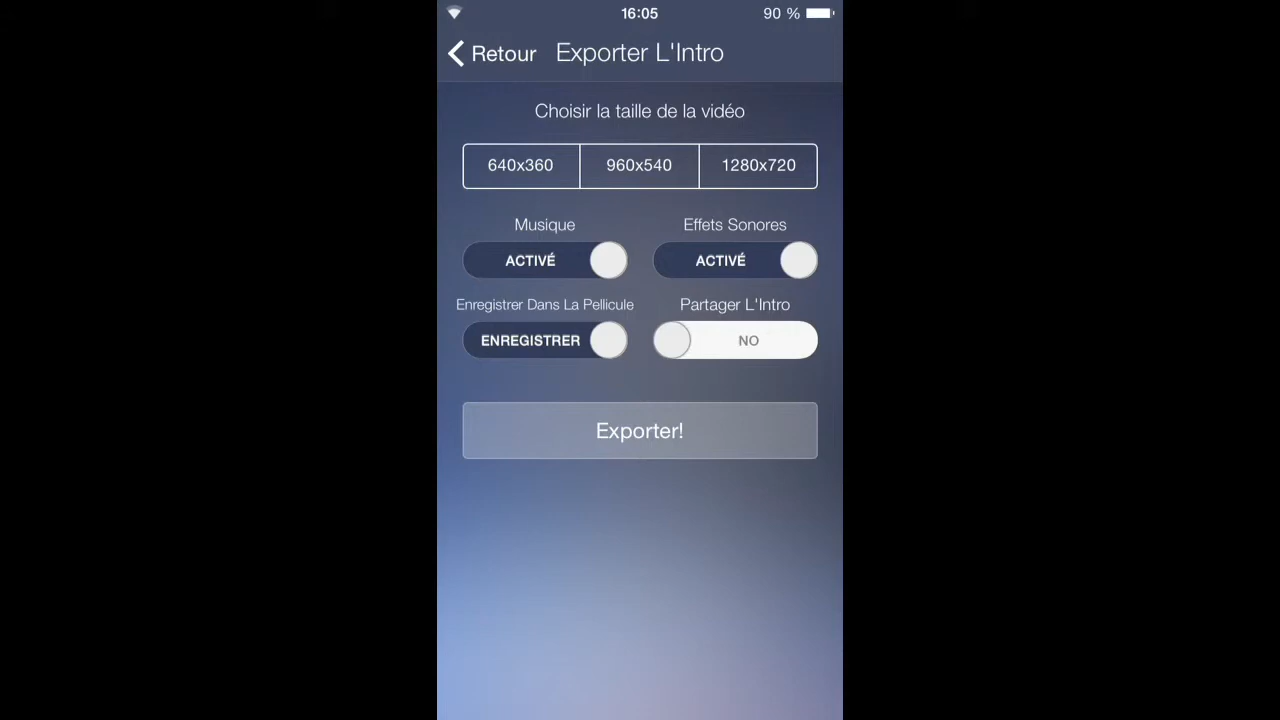 16:05 90 %
Retour Exporter L'Intro
Choisir la taille de la vidéo
640x360 960x540 1280x720
Musique Effets Sonores
ACTIVÉ ACTIVÉ
Enregistrer Dans La Pellicule Partager L'Intro
ENREGISTRER NO
Exporter!